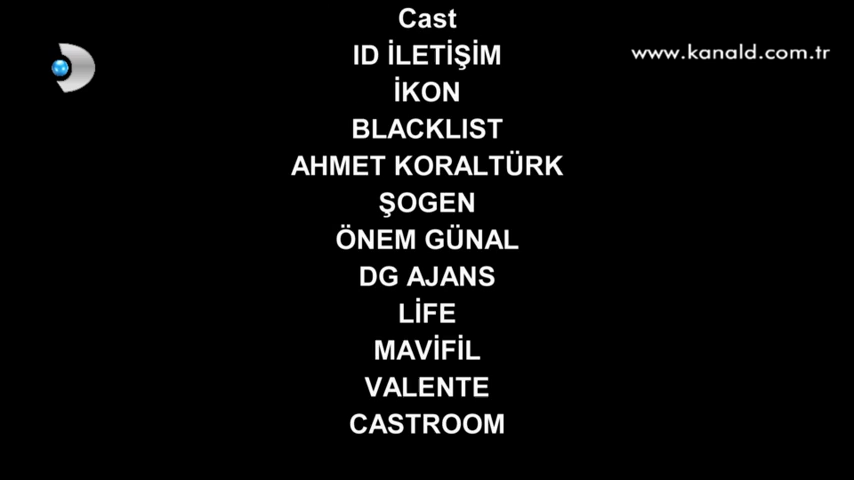 Cast
ID İLETİŞİM
www.kanald.com.tr
İKON
BLACKLIST
AHMET KORALTÜRK
ŞOGEN
ÖNEM GÜNAL
DG AJANS
LİFE
MAVİFİL
VALENTE
CASTROOM